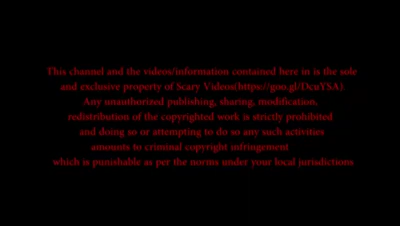 This channel and the videos/information contained here in is the sole
and exclusive property of Scary Videos(https://goo.gl/DcuYSA)
Any unauthorized publishing, sharing, modification,
redistribution of the copyrighted work is strictly prohibited
and doing so or attempting to do so any such activities
amounts to criminal copyright infringement
which is punishable as per the norms under your local jurisdictions